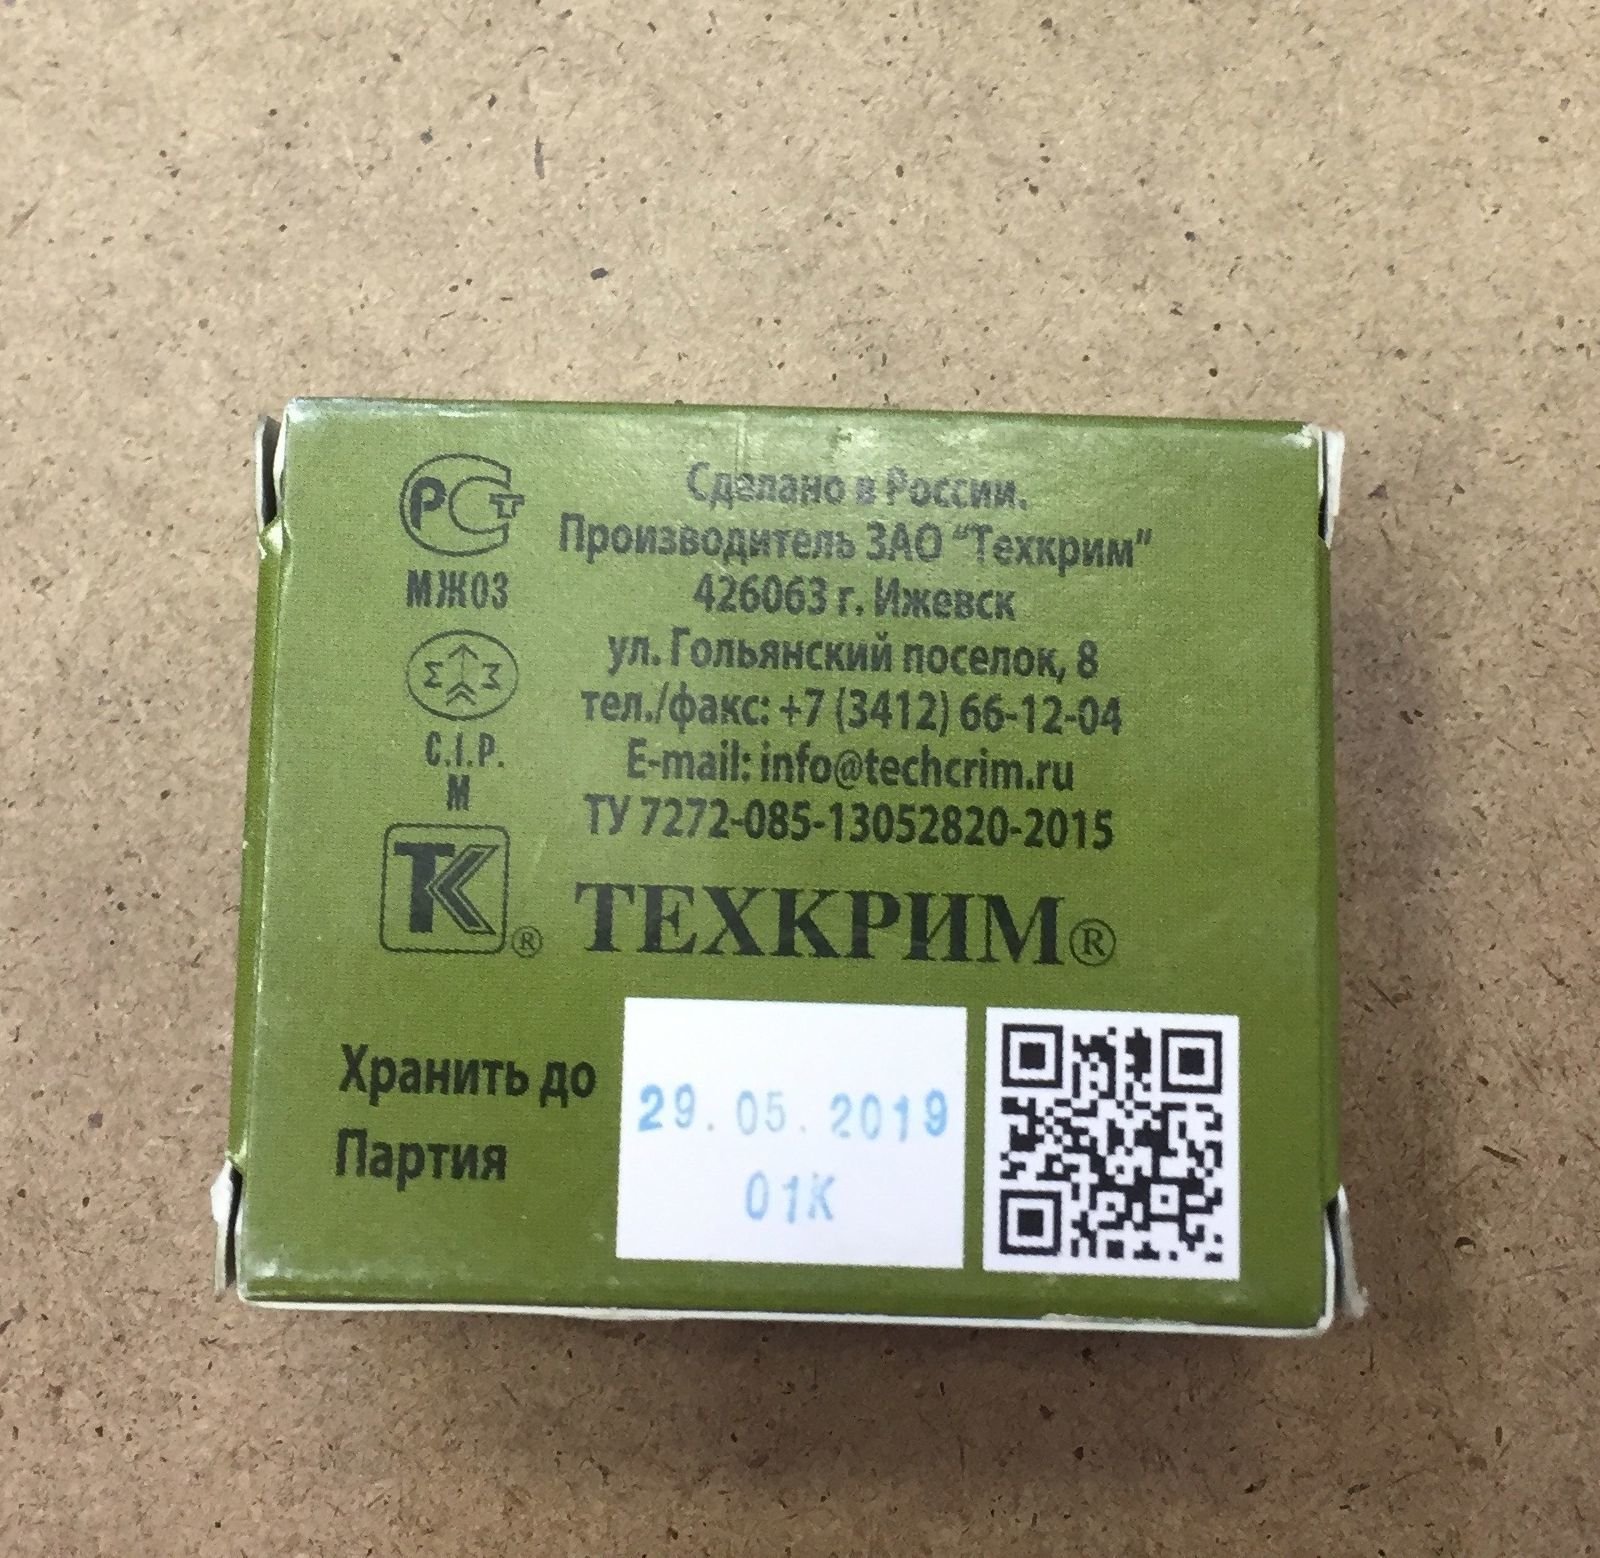 РСТ
МЖ03
C.I.P.
М
Сделано в России.
Производитель ЗАО "Техкрим"
426063 г. Ижевск
ул. Гольянский поселок, 8
тел./факс: +7 (3412) 66-12-04
E-mail: info@techcrim.ru
ТУ 7272-085-13052820-2015
ТК®
ТЕХКРИМ®
Хранить до 29.05.2019
Партия 01К